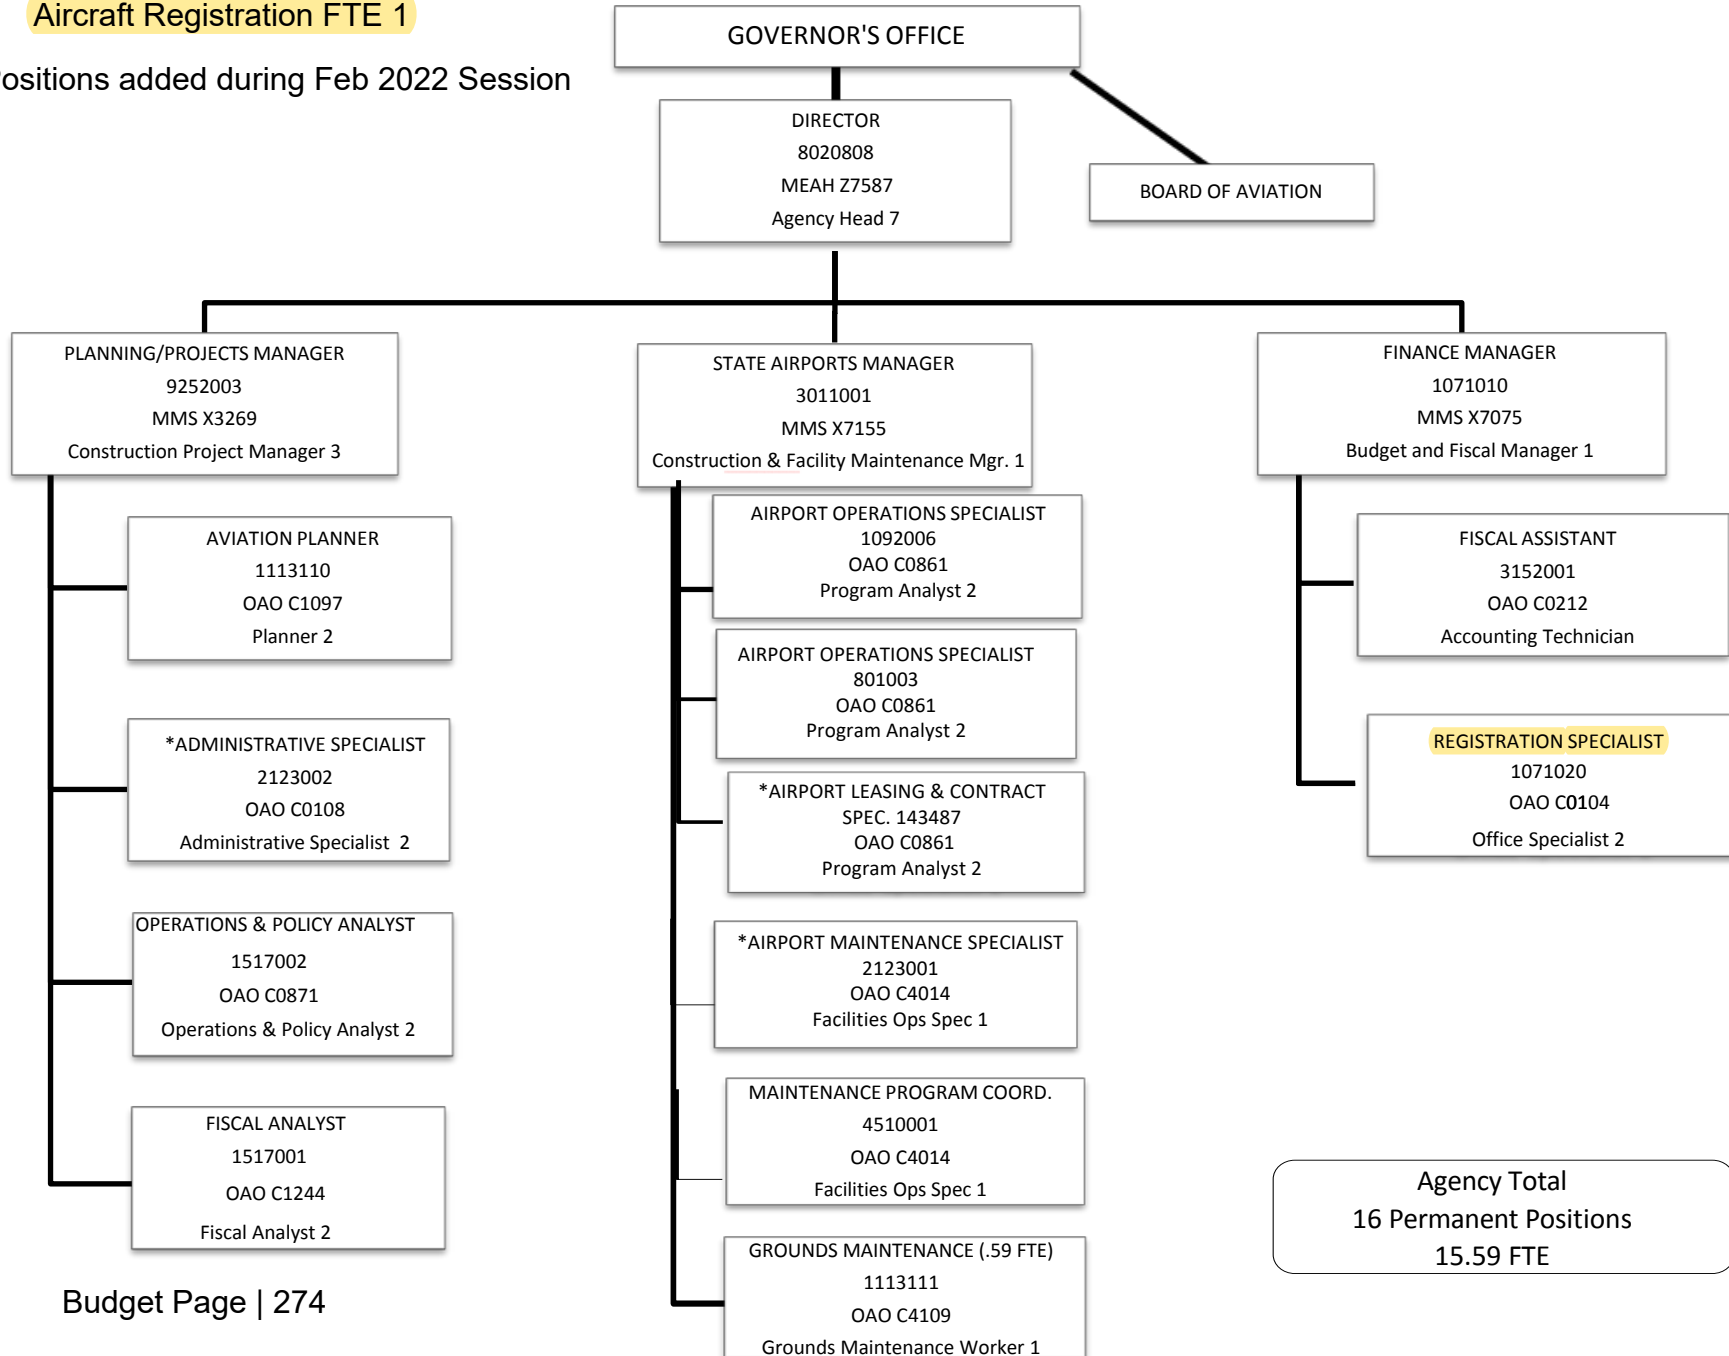 Aircraft Registration FTE 1
Positions added during Feb 2022 Session
GOVERNOR'S OFFICE
DIRECTOR
8020808
MEAH Z7587
Agency Head 7
BOARD OF AVIATION
PLANNING/PROJECTS MANAGER
9252003
MMS X3269
Construction Project Manager 3
AVIATION PLANNER
1113110
OAO C1097
Planner 2
*ADMINISTRATIVE SPECIALIST
2123002
OAO C0108
Administrative Specialist 2
OPERATIONS & POLICY ANALYST
1517002
OAO C0871
Operations & Policy Analyst 2
FISCAL ANALYST
1517001
OAO C1244
Fiscal Analyst 2
STATE AIRPORTS MANAGER
3011001
MMS X7155
Construction & Facility Maintenance Mgr. 1
AIRPORT OPERATIONS SPECIALIST
1092006
OAO C0861
Program Analyst 2
AIRPORT OPERATIONS SPECIALIST
801003
OAO C0861
Program Analyst 2
*AIRPORT LEASING & CONTRACT
SPEC. 143487
OAO C0861
Program Analyst 2
*AIRPORT MAINTENANCE SPECIALIST
2123001
OAO C4014
Facilities Ops Spec 1
MAINTENANCE PROGRAM COORD.
4510001
OAO C4014
Facilities Ops Spec 1
GROUNDS MAINTENANCE (.59 FTE)
1113111
OAO C4109
Grounds Maintenance Worker 1
FINANCE MANAGER
1071010
MMS X7075
Budget and Fiscal Manager 1
FISCAL ASSISTANT
3152001
OAO C0212
Accounting Technician
REGISTRATION SPECIALIST
1071020
OAO C0104
Office Specialist 2
Agency Total
16 Permanent Positions
15.59 FTE
Budget Page | 274